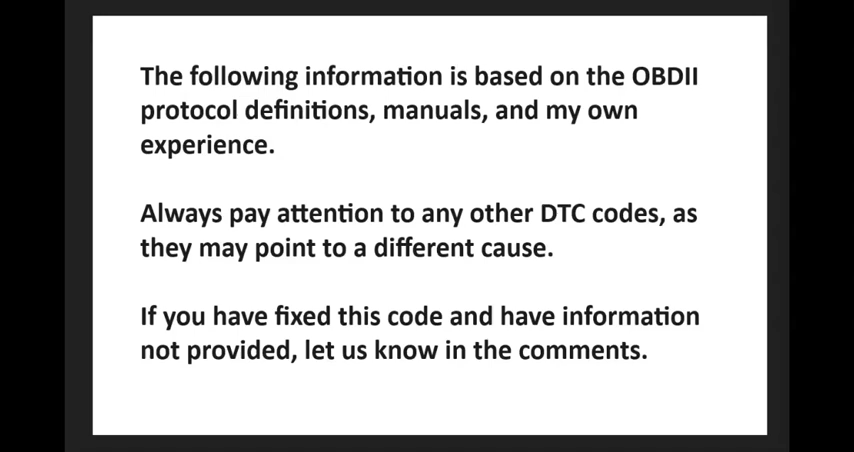 The following information is based on the OBDII
protocol definitions, manuals, and my own
experience.
Always pay attention to any other DTC codes, as
they may point to a different cause.
If you have fixed this code and have information
not provided, let us know in the comments.